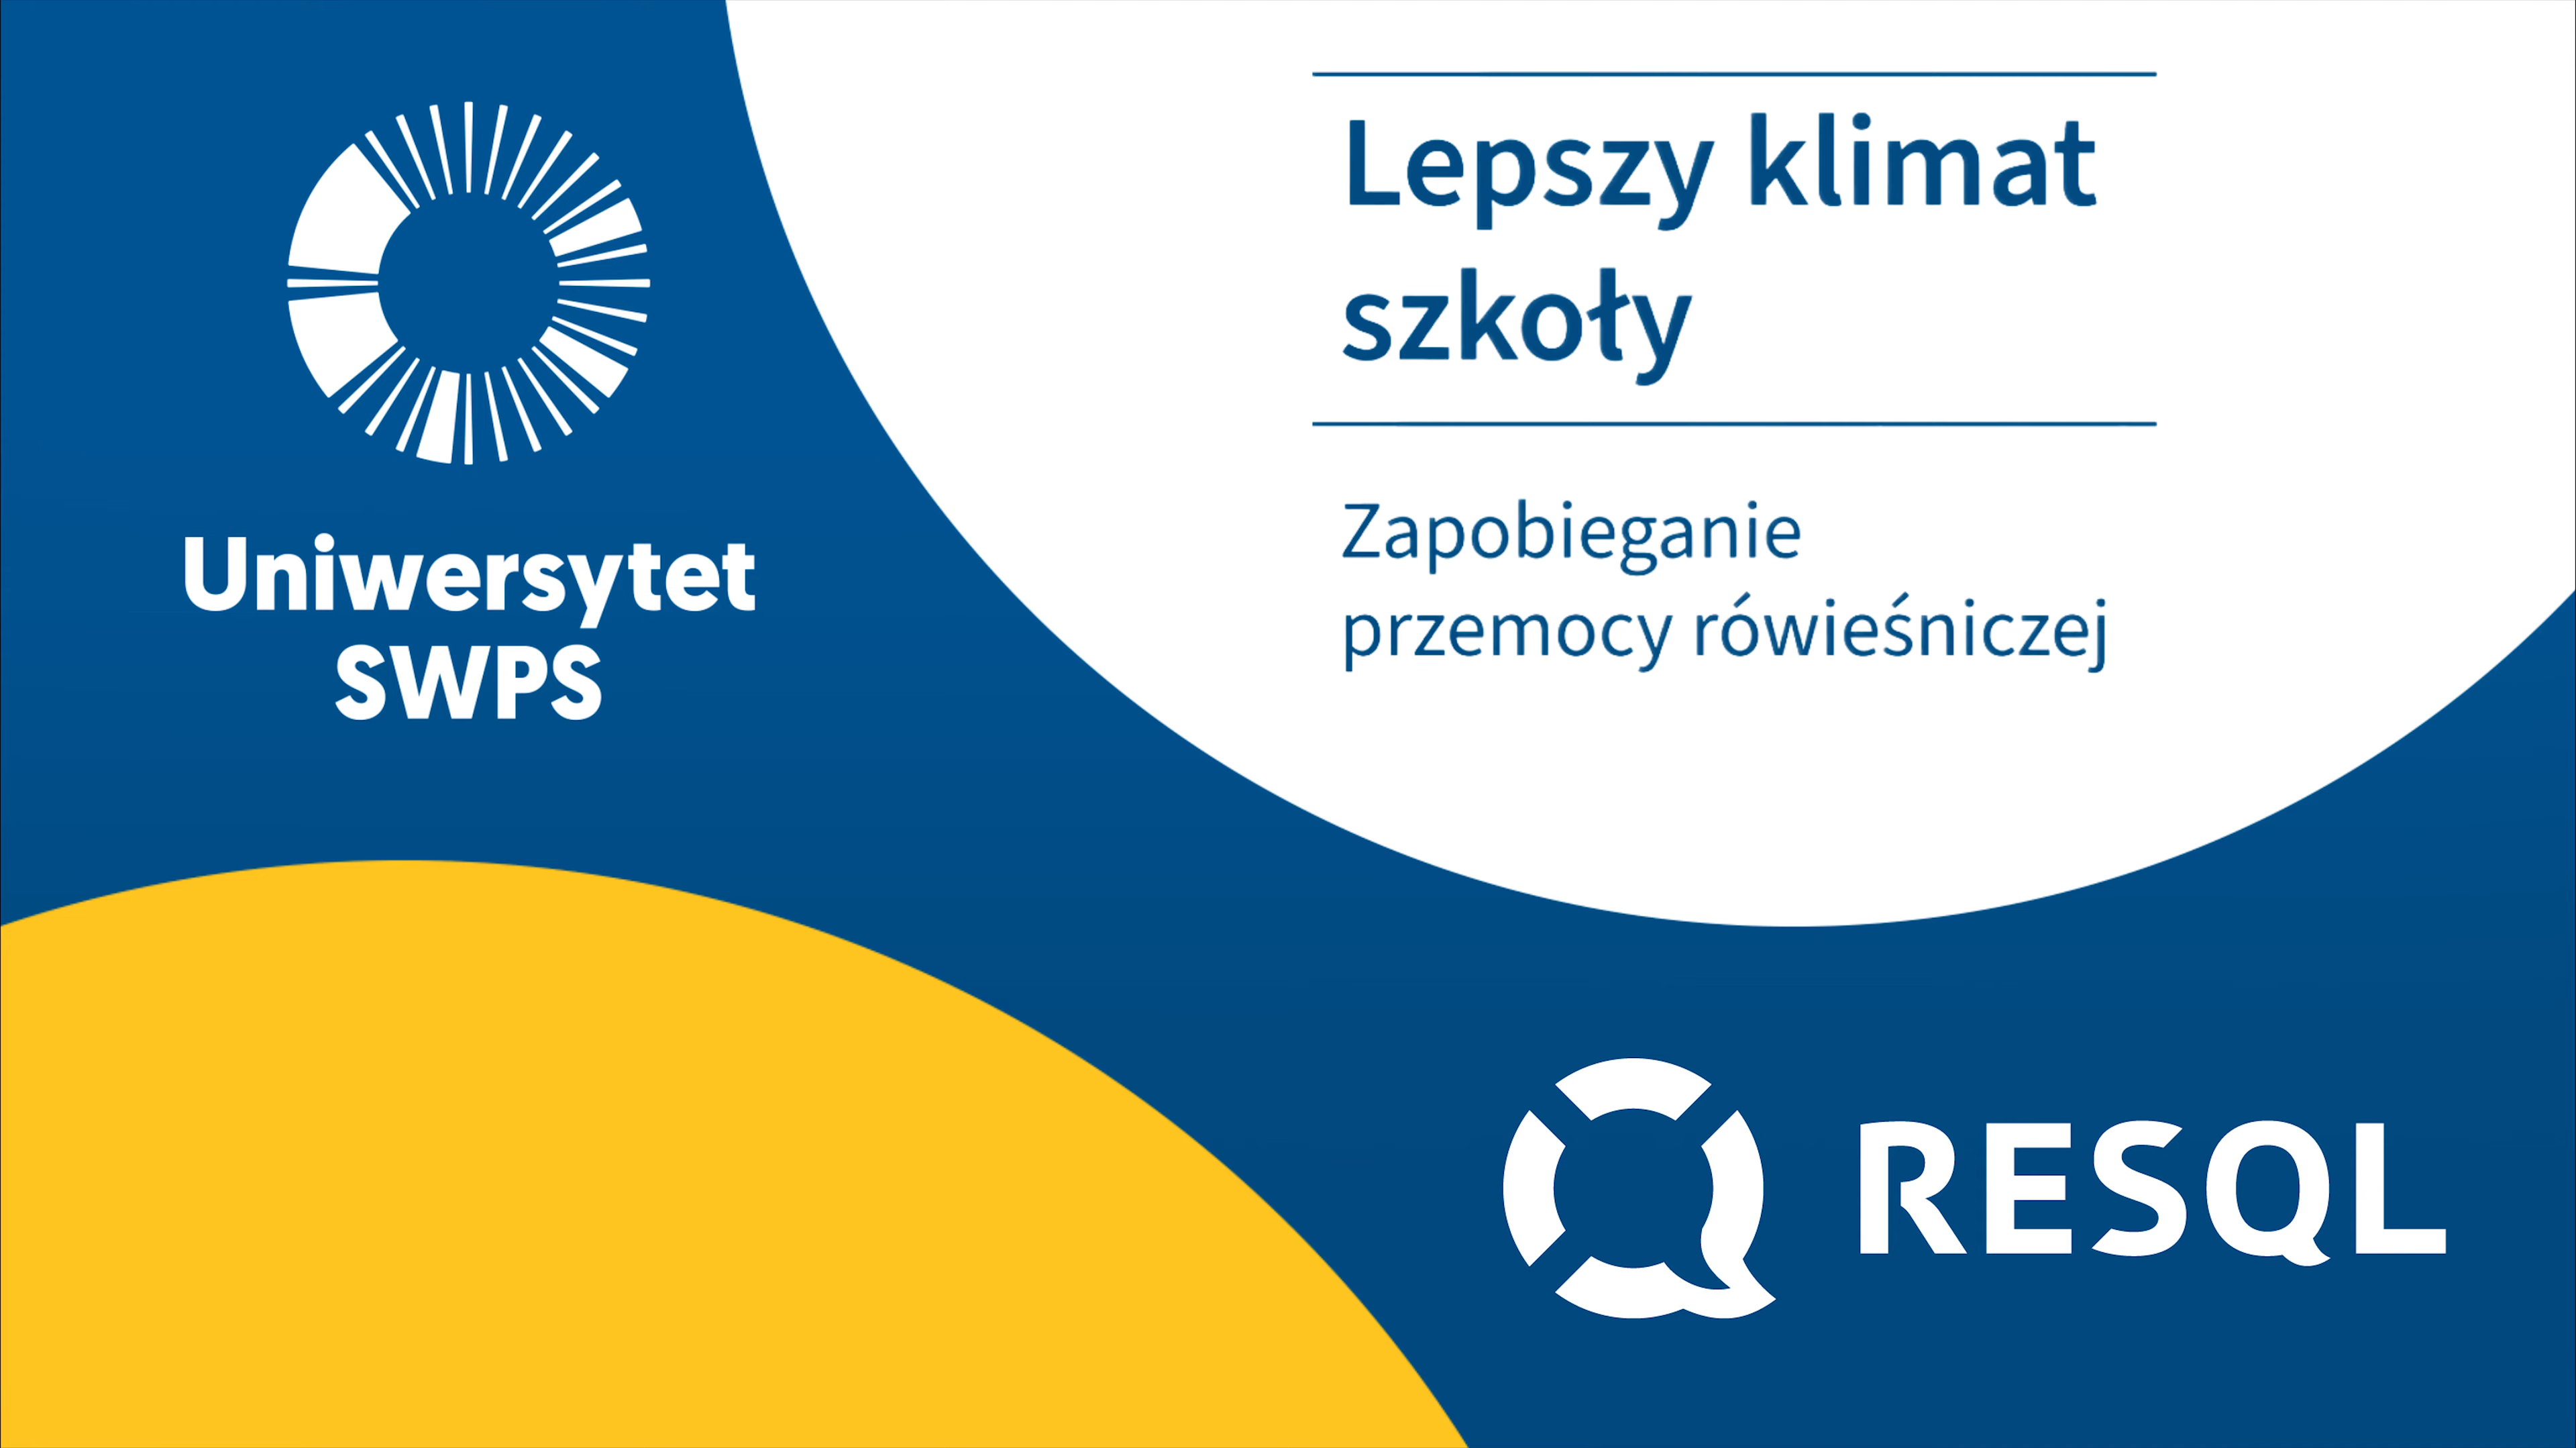 Uniwersytet
SWPS
Lepszy klimat
szkoły
Zapobieganie
przemocy rówieśniczej
RESQL